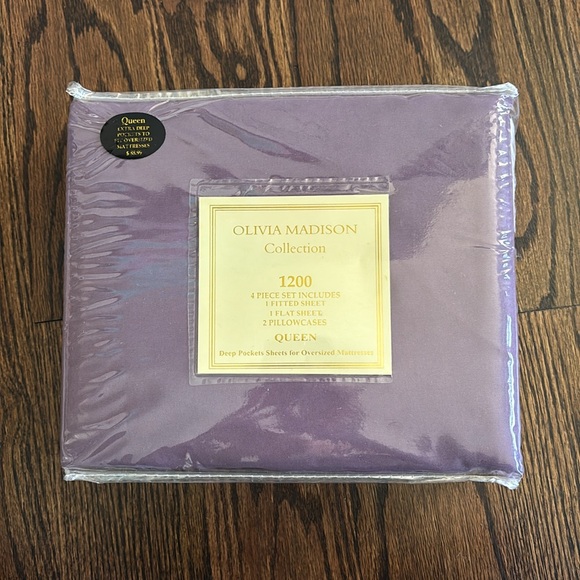 Queen
EXTRA DEEP
POCKETS TO
FIT OVERSIZED
MATTRESSES
OLIVIA MADISON
Collection
1200
4 PIECE SET INCLUDES
1 FITTED SHEET
1 FLAT SHEET
2 PILLOWCASES
QUEEN
Deep Pockets Sheets for Oversized Mattresses